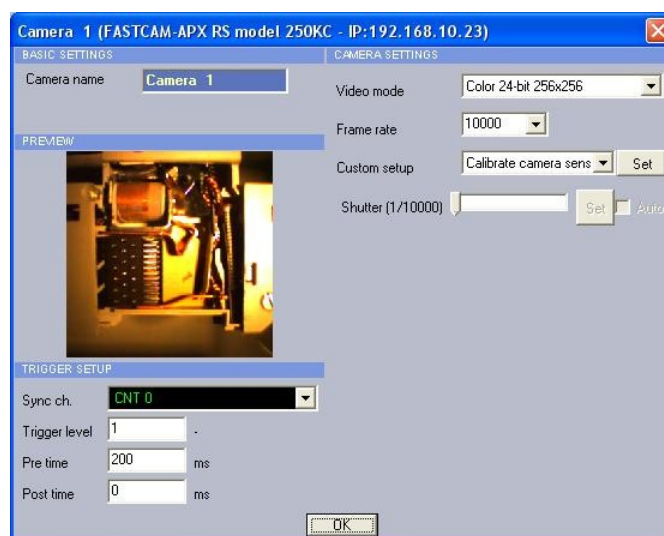 Camera 1 (FASTCAM-APX RS model 250KC - IP:192.168.10.23)
BASIC SETTINGS
Camera name Camera 1
PREVIEW
TRIGGER SETUP
Sync ch. CNT 0
Trigger level 1 -
Pre time 200 ms
Post time 0 ms
CAMERA SETTINGS
Video mode Color 24-bit 256x256
Frame rate 10000
Custom setup Calibrate camera sens Set
Shutter (1/10000) Set Auto
OK